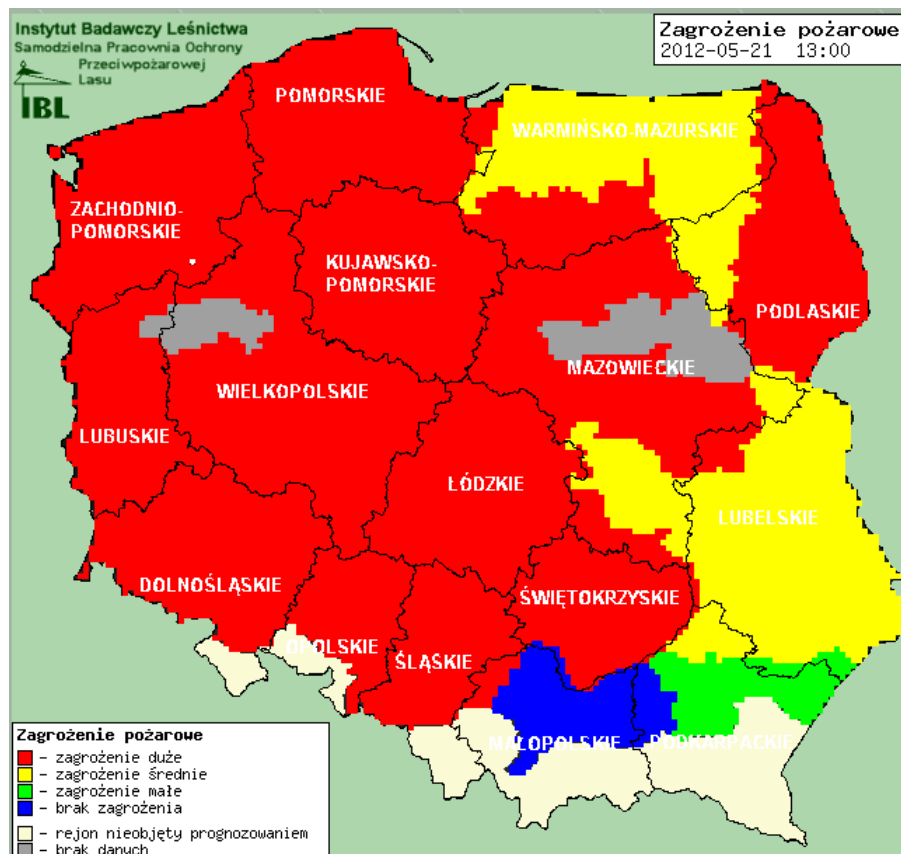 Instytut Badawczy Leśnictwa
Samodzielna Pracownia Ochrony
Przeciwpożarowej
Lasu
IBL
Zagrożenie pożarowe
2012-05-21 13:00
POMORSKIE
WARMIŃSKO-MAZURSKIE
ZACHODNIO-
POMORSKIE
KUJAWSKO-
POMORSKIE
PODLASKIE
MAZOWIECKIE
WIELKOPOLSKIE
LUBUSKIE
ŁÓDZKIE
LUBELSKIE
DOLNOŚLĄSKIE
ŚWIĘTOKRZYSKIE
OPOLSKIE
ŚLĄSKIE
MAŁOPOLSKIE
PODKARPACKIE
Zagrożenie pożarowe
– zagrożenie duże
– zagrożenie średnie
– zagrożenie małe
– brak zagrożenia
– rejon nieobjęty prognozowaniem
– brak danych